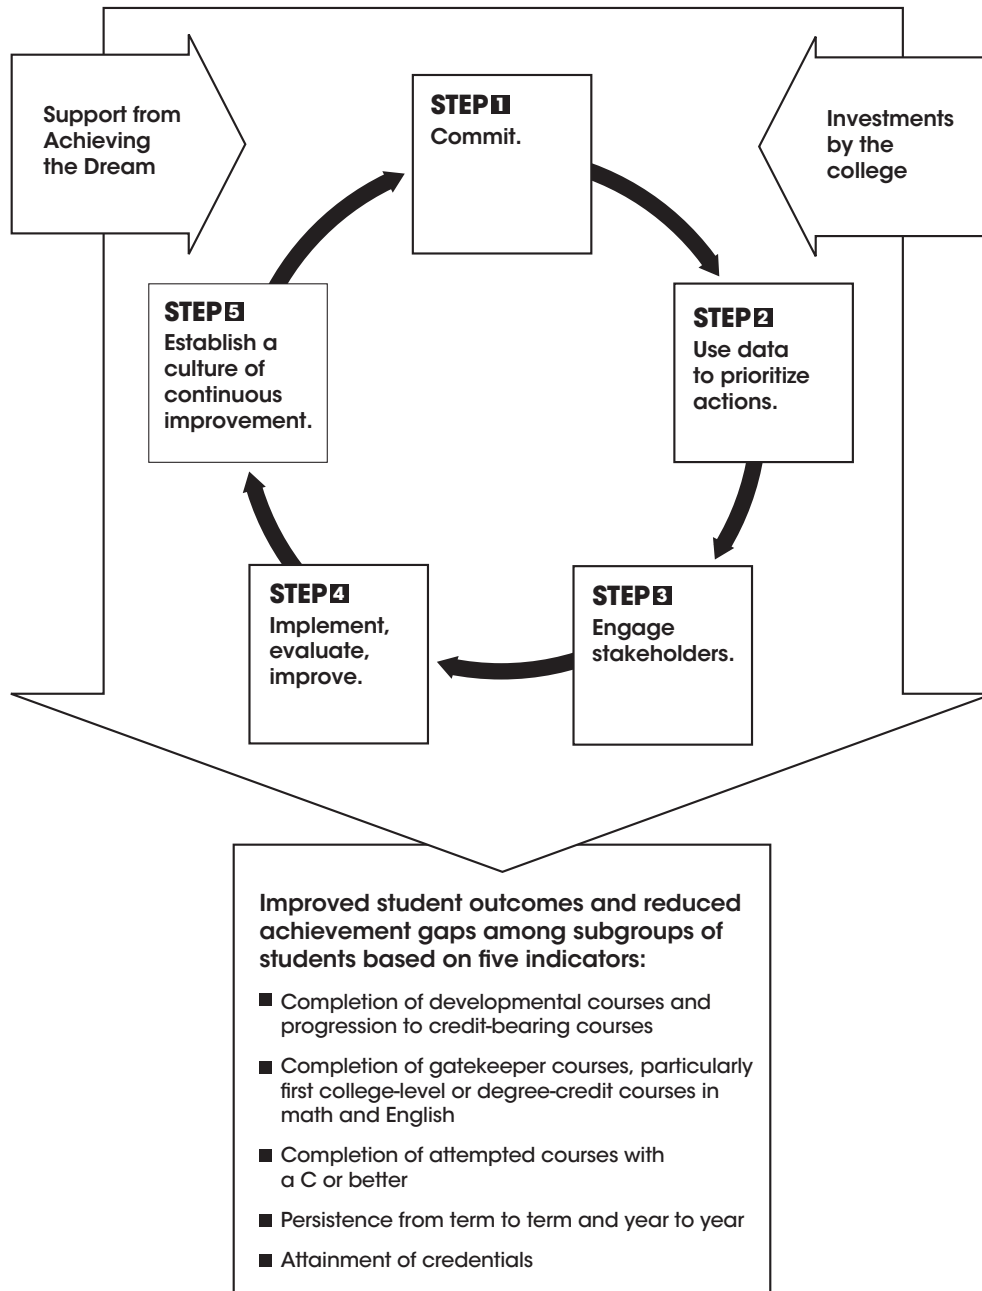 Support from
Achieving
the Dream
STEP 1
Commit.
Investments
by the
college
STEP 5
Establish a
culture of
continuous
improvement.
STEP 2
Use data
to prioritize
actions.
STEP 4
Implement,
evaluate,
improve.
STEP 3
Engage
stakeholders.
Improved student outcomes and reduced
achievement gaps among subgroups of
students based on five indicators:
■ Completion of developmental courses and
progression to credit-bearing courses
■ Completion of gatekeeper courses, particularly
first college-level or degree-credit courses in
math and English
■ Completion of attempted courses with
a C or better
■ Persistence from term to term and year to year
■ Attainment of credentials